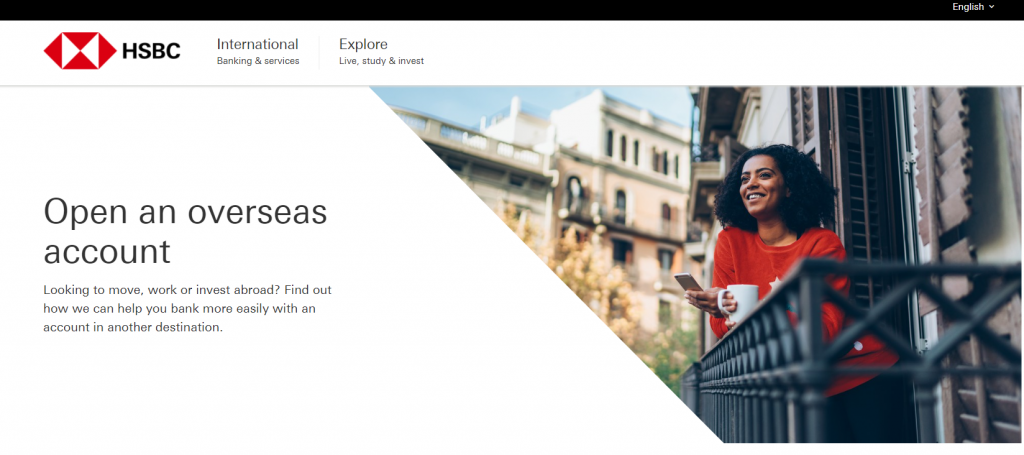 English
HSBC
International
Banking & services
Explore
Live, study & invest
Open an overseas
account
Looking to move, work or invest abroad? Find out
how we can help you bank more easily with an
account in another destination.